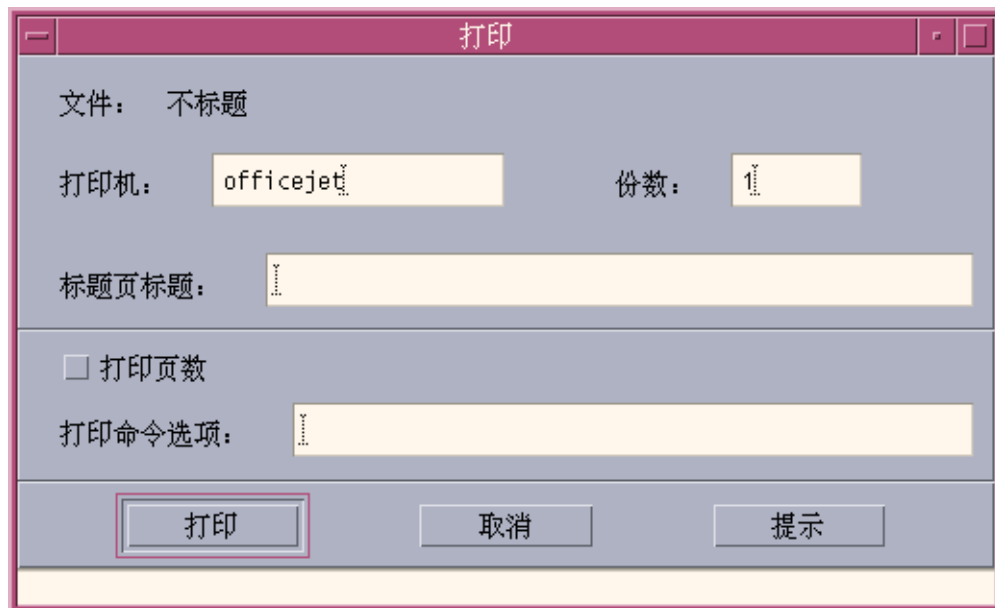 打印
文件： 不标题
打印机： officejet 份数： 1
标题页标题：
打印页数
打印命令选项：
打印 取消 提示